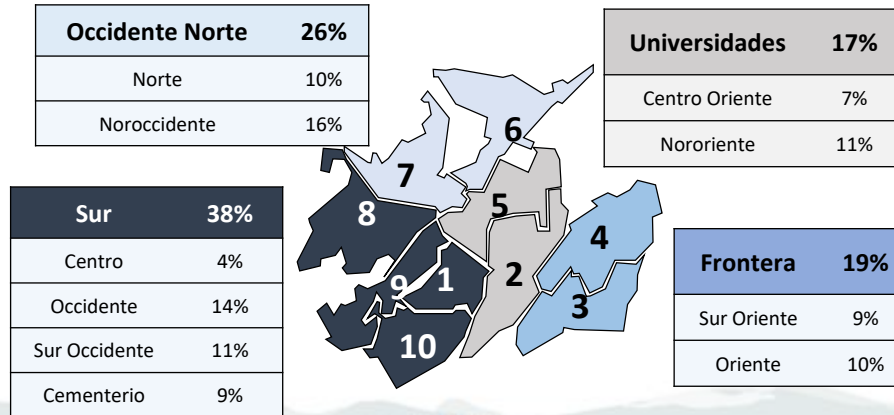 Occidente Norte 26%
Norte 10%
Noroccidente 16%
Universidades 17%
Centro Oriente 7%
Nororiente 11%
Sur 38%
Centro 4%
Occidente 14%
Sur Occidente 11%
Cementerio 9%
Frontera 19%
Sur Oriente 9%
Oriente 10%
6
7
5
8
4
2
9
1
3
10